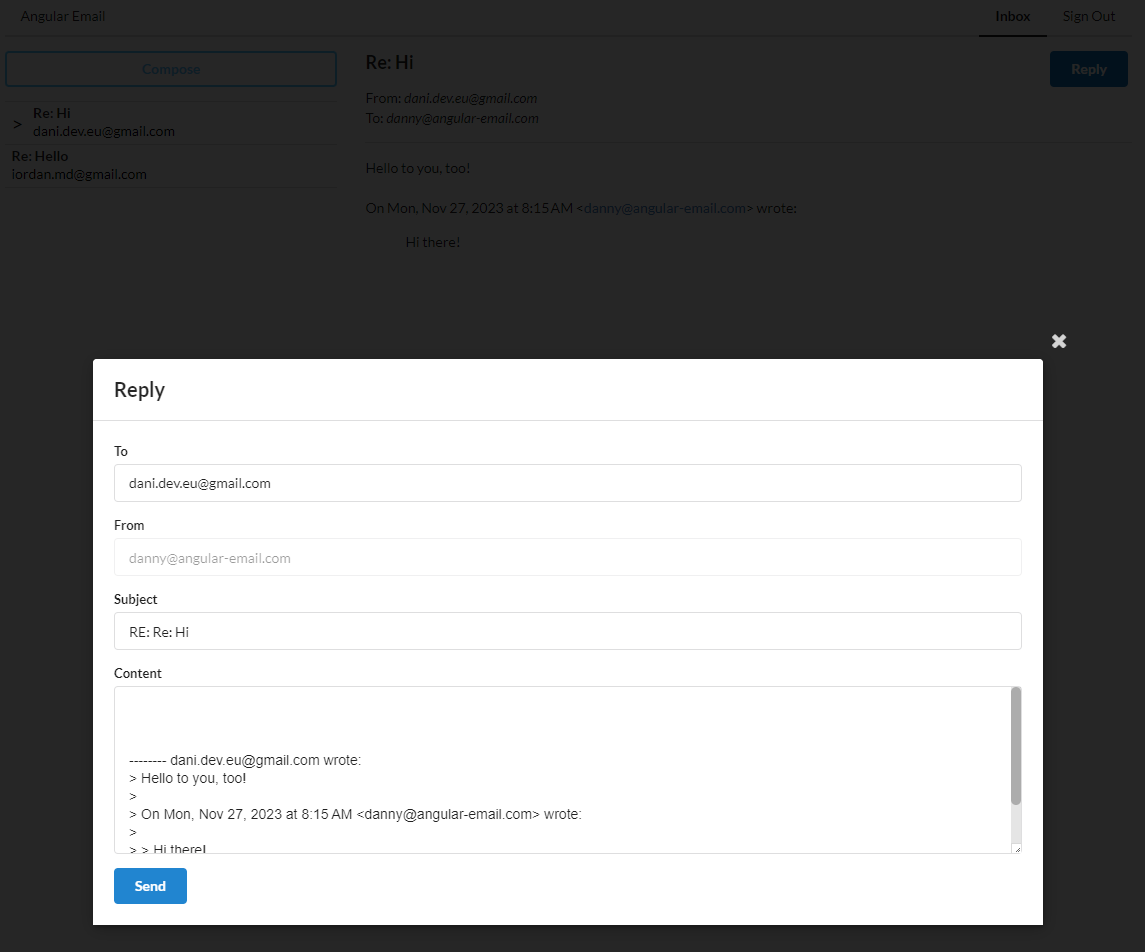 Angular Email
Inbox
Sign Out
Compose
> Re: Hi
dani.dev.eu@gmail.com
Re: Hello
iordan.md@gmail.com
Re: Hi
Reply
From: dani.dev.eu@gmail.com
To: danny@angular-email.com
Hello to you, too!
On Mon, Nov 27, 2023 at 8:15 AM <danny@angular-email.com> wrote:
Hi there!
Reply
To
dani.dev.eu@gmail.com
From
danny@angular-email.com
Subject
RE: Re: Hi
Content
-------- dani.dev.eu@gmail.com wrote:
> Hello to you, too!
>
> On Mon, Nov 27, 2023 at 8:15 AM <danny@angular-email.com> wrote:
>
> > Hi there!
Send